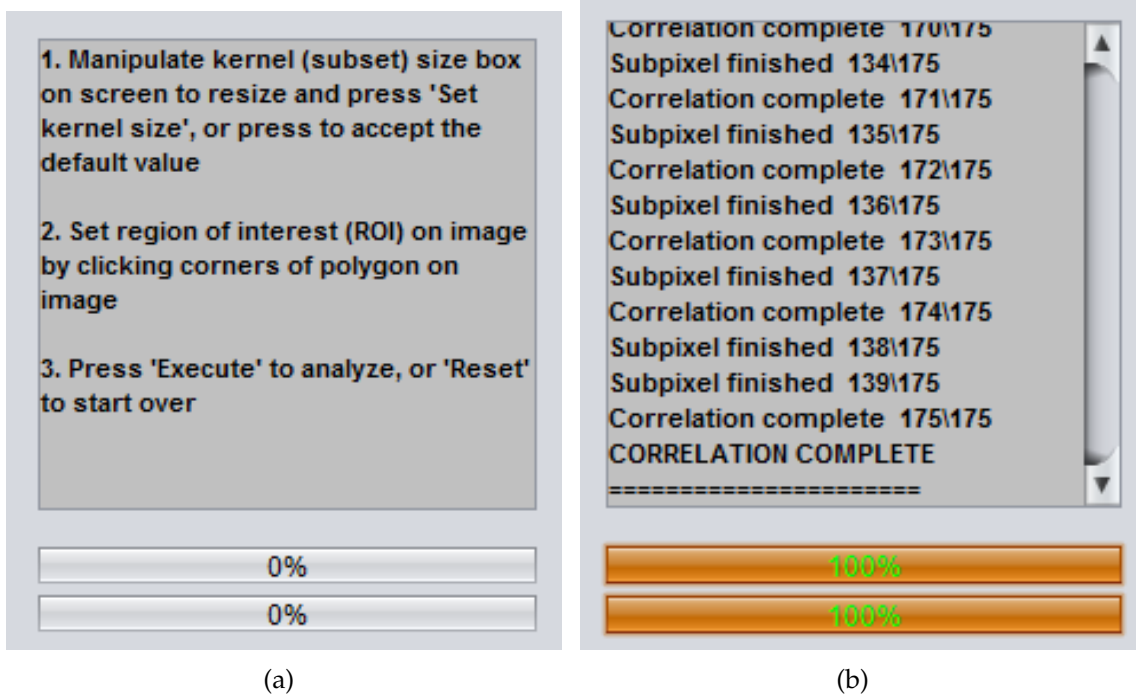 1. Manipulate kernel (subset) size box
on screen to resize and press 'Set
kernel size', or press to accept the
default value
2. Set region of interest (ROI) on image
by clicking corners of polygon on
image
3. Press 'Execute' to analyze, or 'Reset'
to start over
0%
0%
(a)
Correlation complete 170\175
Subpixel finished 134\175
Correlation complete 171\175
Subpixel finished 135\175
Correlation complete 172\175
Subpixel finished 136\175
Correlation complete 173\175
Subpixel finished 137\175
Correlation complete 174\175
Subpixel finished 138\175
Subpixel finished 139\175
Correlation complete 175\175
CORRELATION COMPLETE
======================
100%
100%
(b)